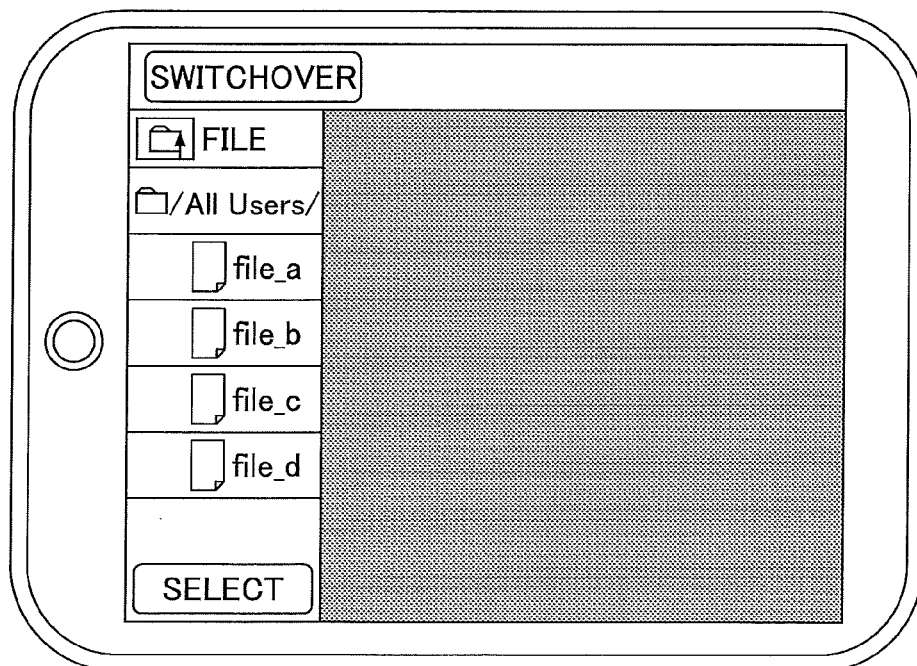 SWITCHOVER
FILE
/All Users/
file_a
file_b
file_c
file_d
SELECT